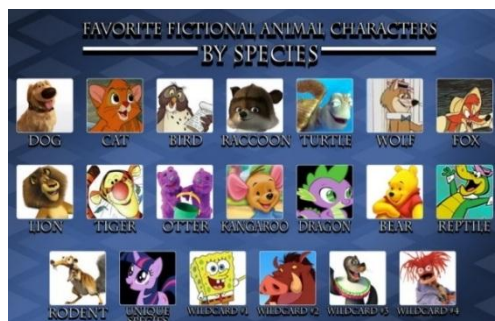 FAVORITE FICTIONAL ANIMAL CHARACTERS
BY SPECIES
DOG CAT BIRD RACCOON TURTLE WOLF FOX
LION TIGER OTTER KANGAROO DRAGON BEAR REPTILE
RODENT UNIQUE SPECIES WILDCARD #1 WILDCARD #2 WILDCARD #3 WILDCARD #4